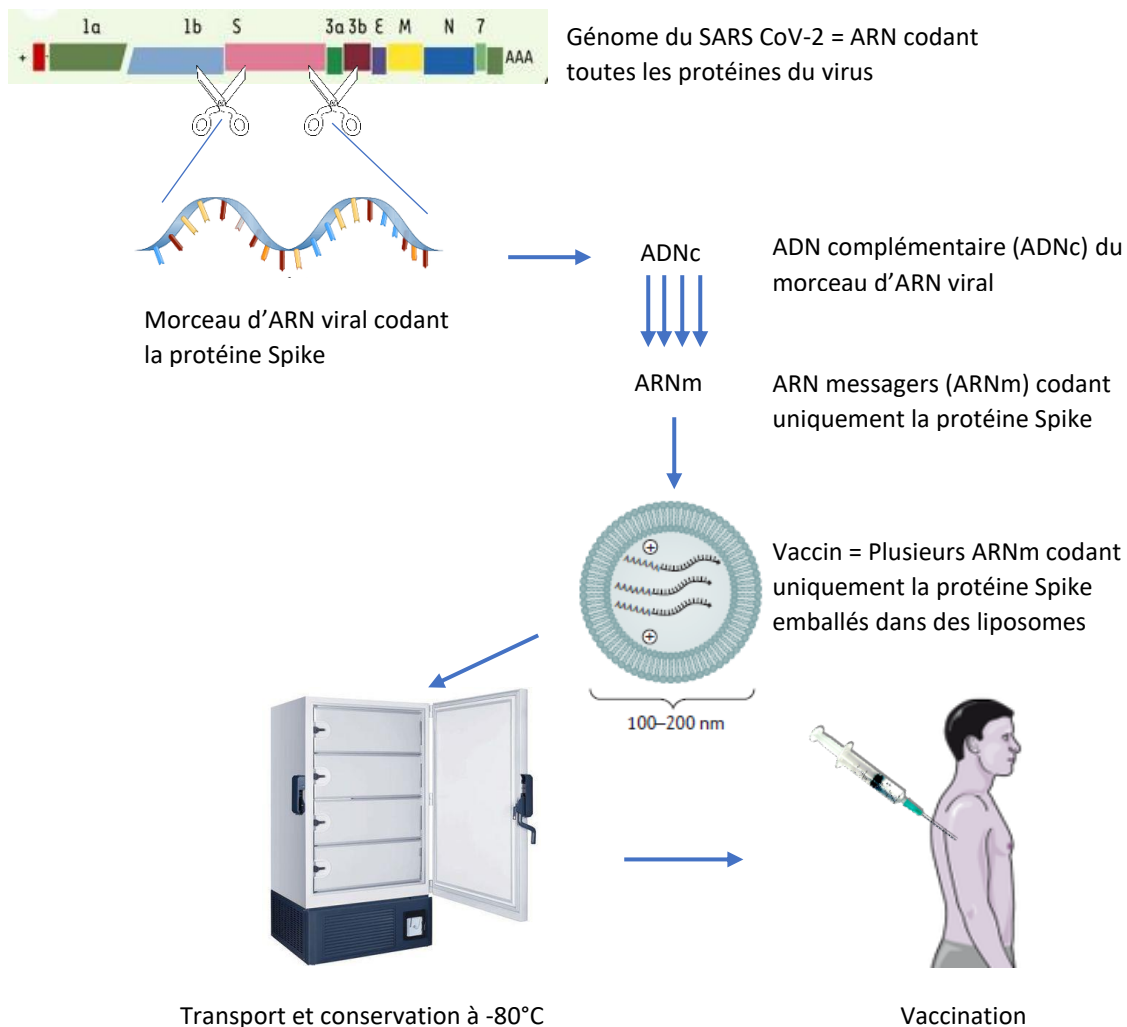 1a 1b S 3a 3b E M N 7
+ AAA
Génome du SARS CoV-2 = ARN codant
toutes les protéines du virus
Morceau d’ARN viral codant
la protéine Spike
ADNc
ADN complémentaire (ADNc) du
morceau d’ARN viral
ARNm
ARN messagers (ARNm) codant
uniquement la protéine Spike
+
AAAAA
AAAAA
AAAAA
+
Vaccin = Plusieurs ARNm codant
uniquement la protéine Spike
emballés dans des liposomes
100–200 nm
Transport et conservation à -80°C
Vaccination